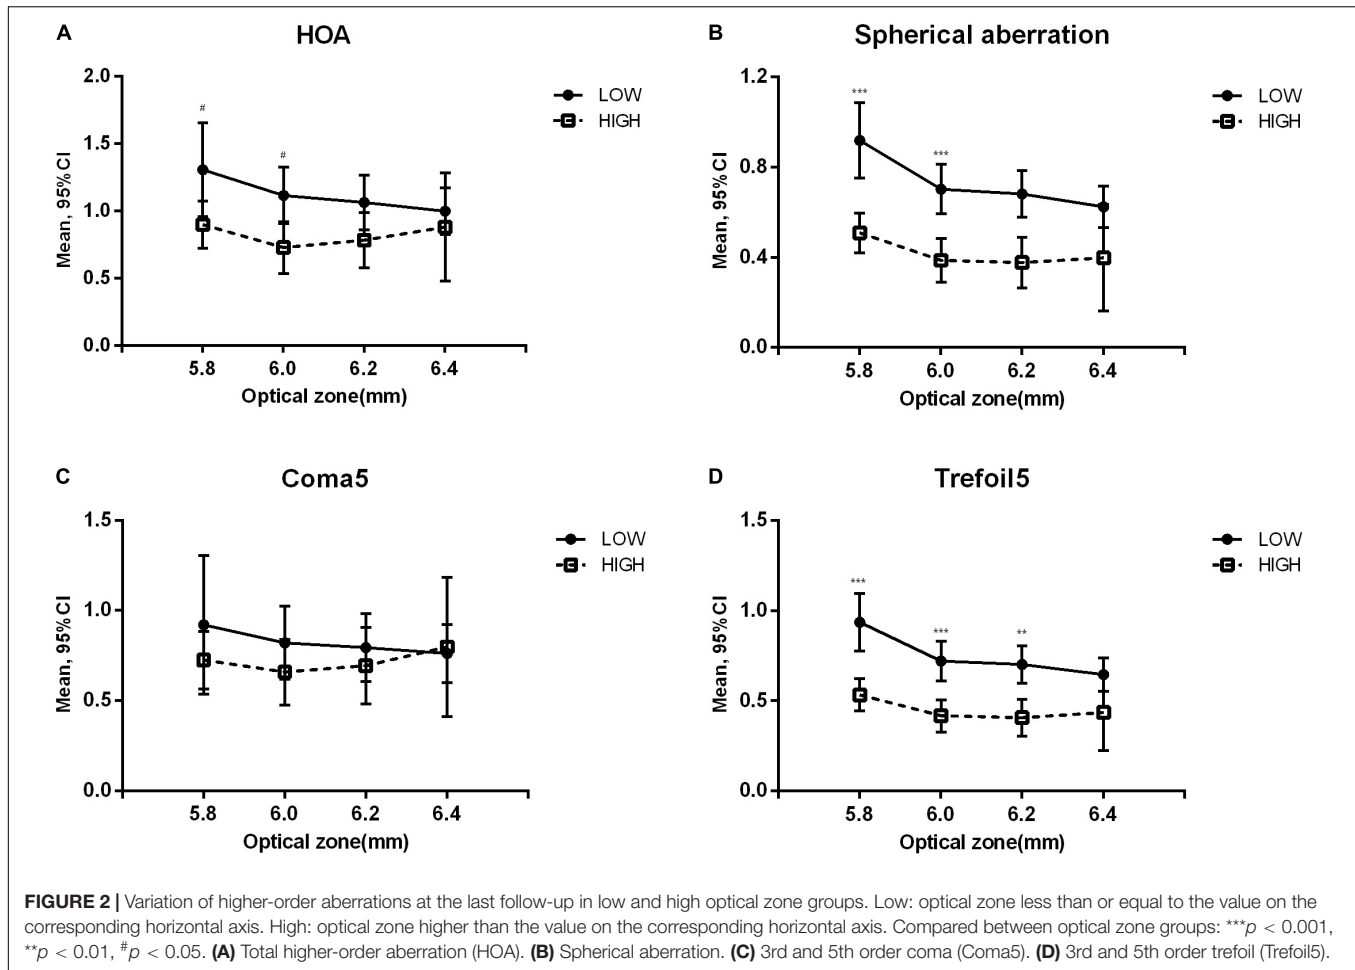 A
HOA
2.0
1.5
1.0
0.5
0.0
Mean, 95%CI
#
#
LOW
HIGH
5.8 6.0 6.2 6.4
Optical zone(mm)
B
Spherical aberration
1.2
0.8
0.4
0.0
Mean, 95%CI
***
***
LOW
HIGH
5.8 6.0 6.2 6.4
Optical zone(mm)
C
Coma5
1.5
1.0
0.5
0.0
Mean, 95%CI
LOW
HIGH
5.8 6.0 6.2 6.4
Optical zone(mm)
D
Trefoil5
1.5
1.0
0.5
0.0
Mean, 95%CI
***
***
**
LOW
HIGH
5.8 6.0 6.2 6.4
Optical zone(mm)
FIGURE 2 | Variation of higher-order aberrations at the last follow-up in low and high optical zone groups. Low: optical zone less than or equal to the value on the
corresponding horizontal axis. High: optical zone higher than the value on the corresponding horizontal axis. Compared between optical zone groups: ***p < 0.001,
**p < 0.01, #p < 0.05. (A) Total higher-order aberration (HOA). (B) Spherical aberration. (C) 3rd and 5th order coma (Coma5). (D) 3rd and 5th order trefoil (Trefoil5).